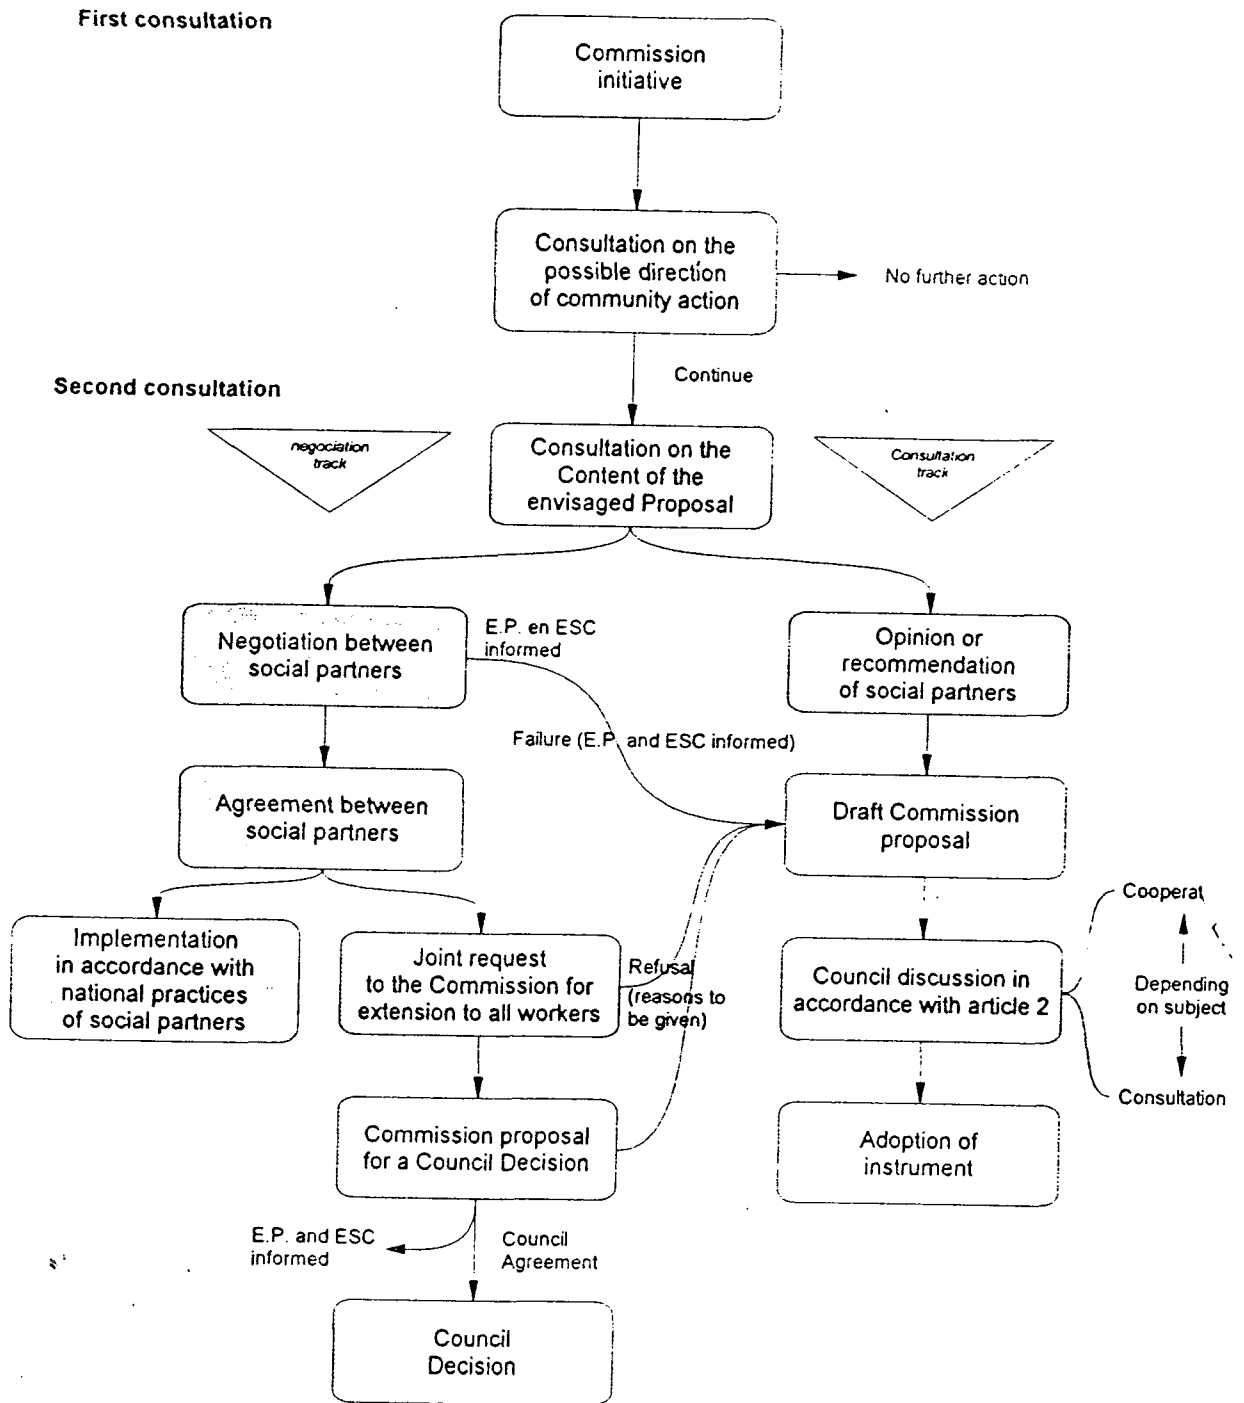 First consultation
Commission
initiative
Consultation on the
possible direction
of community action
No further action
Continue
Second consultation
negociation
track
Consultation on the
Content of the
envisaged Proposal
Consultation
track
Negotiation between
social partners
E.P. en ESC
informed
Opinion or
recommendation
of social partners
Failure (E.P. and ESC informed)
Agreement between
social partners
Draft Commission
proposal
Implementation
in accordance with
national practices
of social partners
Joint request
to the Commission for
extension to all workers
Refusal
(reasons to
be given)
Council discussion in
accordance with article 2
Cooperat
Depending
on subject
Consultation
Commission proposal
for a Council Decision
Adoption of
instrument
E.P. and ESC
informed
Council
Agreement
Council
Decision